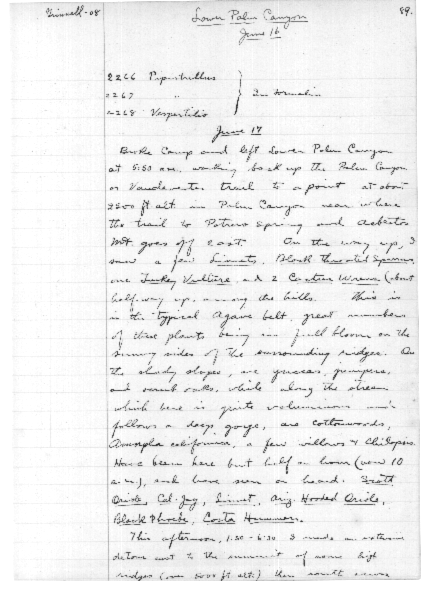 Grinnell-08
Lower Palm Canyon
89.
June 16
2266 Pipistrellus
2267 "
2268 Vespertilio
In formalin
June 17
Broke Camp and left Lower Palm Canyon
at 5:30 a.m. working back up the Palm Canyon
or Vandeventer trail to a point at about
2500 ft alt. in Palm Canyon near where
the trail to Potrero Spring and Asbestos
Mt. goes off east. On the way up, I
saw a few Linnets, Black throated Sparrows,
one Turkey Vulture and 2 Cactus Wrens (about
half-way up, among the hills. This is
in the typical Agave belt, great numbers
of these plants being in full bloom on the
sunny sides of the surrounding ridges. On
the shady slopes, are grasses, junipers,
and scrub oaks, while along the stream
which here is quite voluminous and
follows a deep gorge, are cottonwoods,
californica, a few willows & Chilopsis.
Have been here but half an hour (now 10
a.m.), and have seen or heard: Scott
Oriole, Cal. Jay, Linnet, Ariz. Hooded Oriole,
Black Phoebe, Costa Hummer.
This afternoon, 1:30 - 6:30 I made an extensive
detour east to the summit of some high
ridges (over 5000 ft alt.) then south